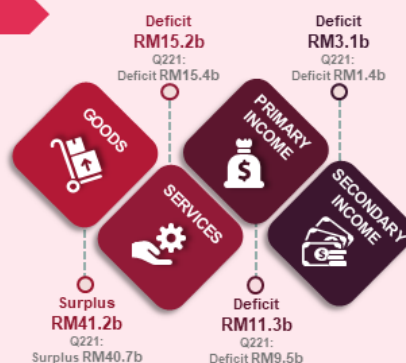 Deficit
RM15.2b
Q221:
Deficit RM15.4b
Deficit
RM3.1b
Q221:
Deficit RM1.4b
GOODS
SERVICES
PRIMARY
INCOME
$
SECONDARY
INCOME
$
Surplus
RM41.2b
Q221:
Surplus RM40.7b
Deficit
RM11.3b
Q221:
Deficit RM9.5b